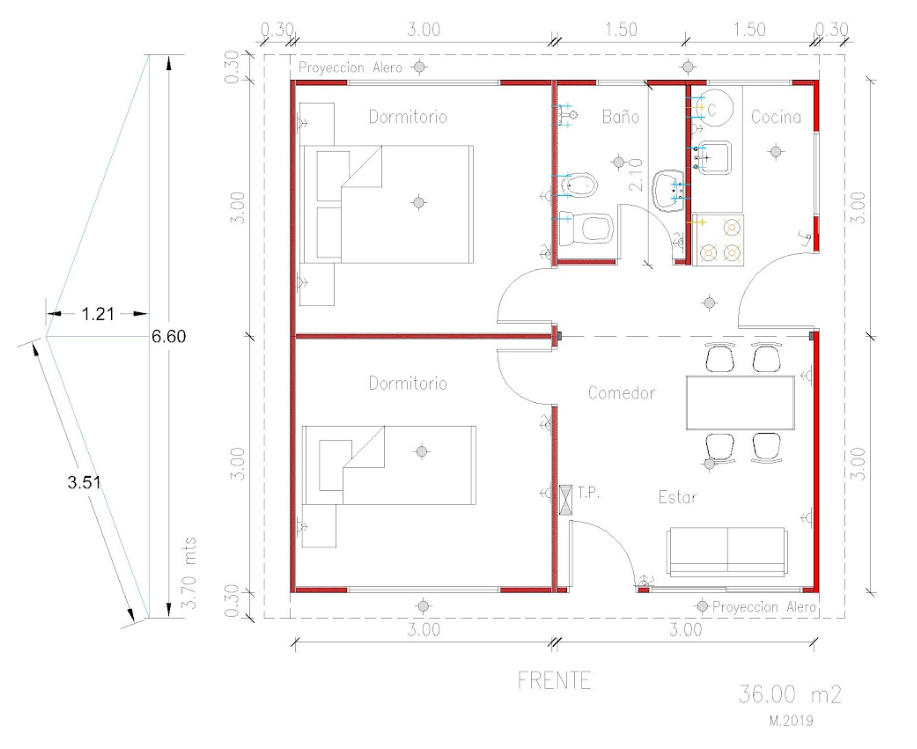 0.30 3.00 1.50 1.50 0.30
0.30
Proyeccion Alero
Dormitorio
Baño
Cocina
C
2.10
3.00
3.00
1.21
6.60
Dormitorio
Comedor
3.51
3.00
3.00
T.P.
Estar
3.70 mts
0.30
Proyeccion Alero
3.00 3.00
FRENTE
36.00 m2
M.2019